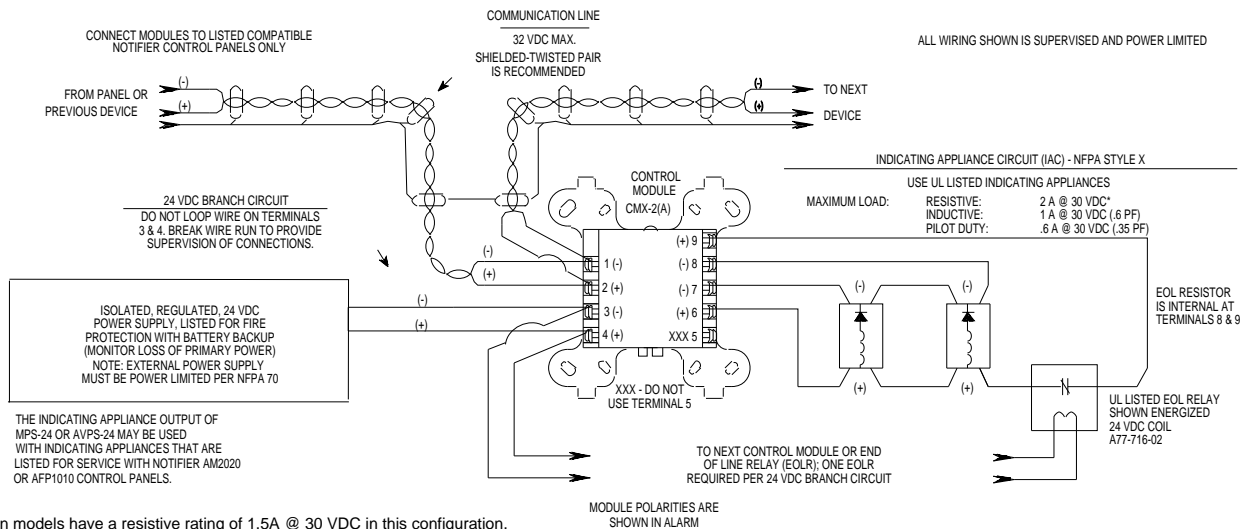 CONNECT MODULES TO LISTED COMPATIBLE
NOTIFIER CONTROL PANELS ONLY
COMMUNICATION LINE
32 VDC MAX.
SHIELDED-TWISTED PAIR
IS RECOMMENDED
ALL WIRING SHOWN IS SUPERVISED AND POWER LIMITED
(-)
FROM PANEL OR
PREVIOUS DEVICE
(+)
(-)
TO NEXT
(+)
DEVICE
INDICATING APPLIANCE CIRCUIT (IAC) - NFPA STYLE X
USE UL LISTED INDICATING APPLIANCES
MAXIMUM LOAD: RESISTIVE: 2 A @ 30 VDC*
INDUCTIVE: 1 A @ 30 VDC (.6 PF)
PILOT DUTY: .6 A @ 30 VDC (.35 PF)
CONTROL
MODULE
CMX-2(A)
24 VDC BRANCH CIRCUIT
DO NOT LOOP WIRE ON TERMINALS
3 & 4. BREAK WIRE RUN TO PROVIDE
SUPERVISION OF CONNECTIONS.
(-)
(+)
1 (-)
2 (+)
3 (-)
4 (+)
(+) 9
(-) 8
(-) 7
(+) 6
XXX 5
XXX - DO NOT
USE TERMINAL 5
(-)
(-)
(+)
(+)
EOL RESISTOR
IS INTERNAL AT
TERMINALS 8 & 9
(-)
(+)
ISOLATED, REGULATED, 24 VDC
POWER SUPPLY, LISTED FOR FIRE
PROTECTION WITH BATTERY BACKUP
(MONITOR LOSS OF PRIMARY POWER)
NOTE: EXTERNAL POWER SUPPLY
MUST BE POWER LIMITED PER NFPA 70
UL LISTED EOL RELAY
SHOWN ENERGIZED
24 VDC COIL
A77-716-02
THE INDICATING APPLIANCE OUTPUT OF
MPS-24 OR AVPS-24 MAY BE USED
WITH INDICATING APPLIANCES THAT ARE
LISTED FOR SERVICE WITH NOTIFIER AM2020
OR AFP1010 CONTROL PANELS.
TO NEXT CONTROL MODULE OR END
OF LINE RELAY (EOLR); ONE EOLR
REQUIRED PER 24 VDC BRANCH CIRCUIT
MODULE POLARITIES ARE
SHOWN IN ALARM
n models have a resistive rating of 1.5A @ 30 VDC in this configuration.